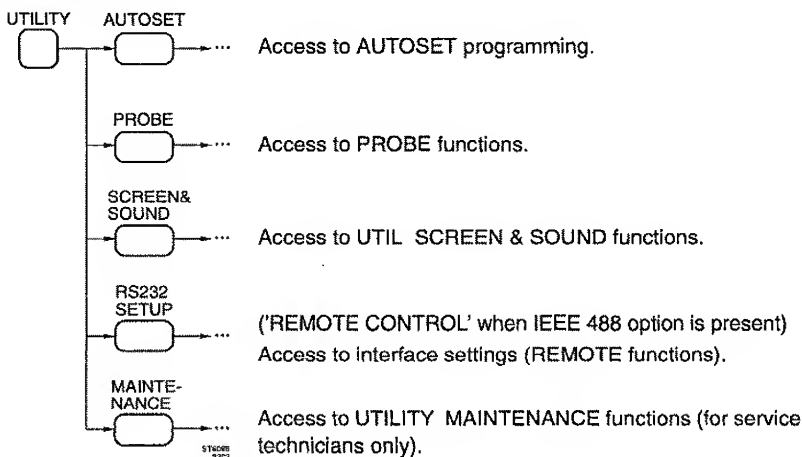 UTILITY AUTOSET
... Access to AUTOSET programming.
PROBE
... Access to PROBE functions.
SCREEN&
SOUND
... Access to UTIL SCREEN & SOUND functions.
RS232
SETUP
... ('REMOTE CONTROL' when IEEE 488 option is present)
Access to interface settings (REMOTE functions).
MAINTE-
NANCE
... Access to UTILITY MAINTENANCE functions (for service
technicians only).